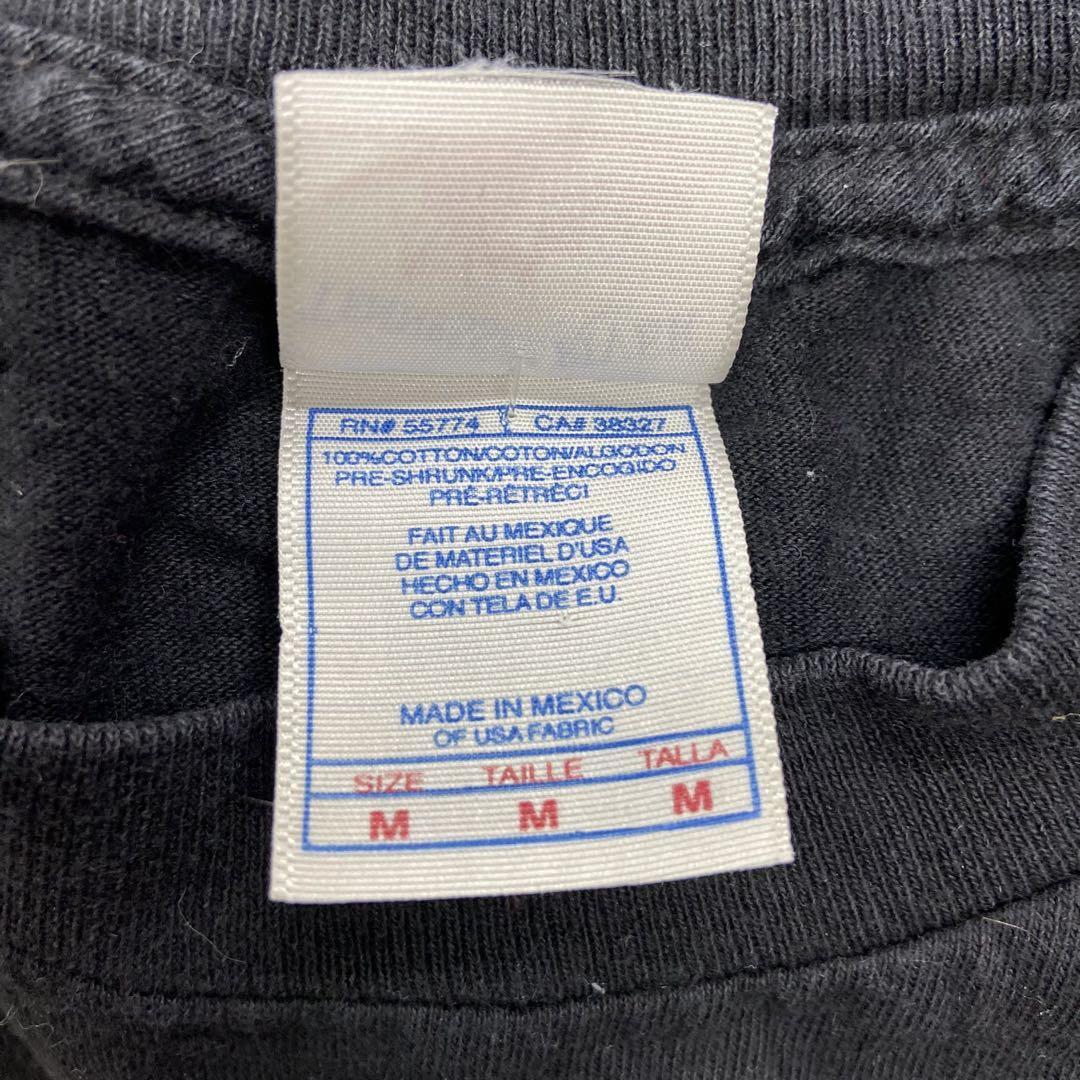 RN# 55774 CA# 38327
100%COTTON/COTON/ALGODON
PRE-SHRUNK/PRE-ENCOGIDO
PRÉ-RÉTRÉCI
FAIT AU MEXIQUE
DE MATERIEL D'USA
HECHO EN MEXICO
CON TELA DE E.U.
MADE IN MEXICO
OF USA FABRIC
SIZE TAILLE TALLA
M M M